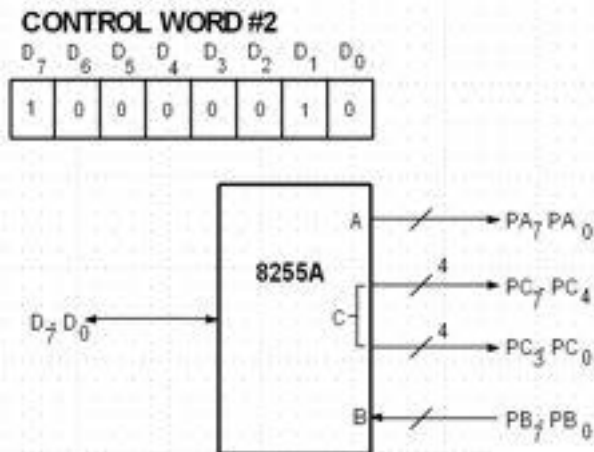 CONTROL WORD #2
D7 D6 D5 D4 D3 D2 D1 D0
1 0 0 0 0 0 1 0
A PA7 PA0
8255A
4
C PC7- PC4
D7- D0
4
PC3- PC0
B PB7- PB0